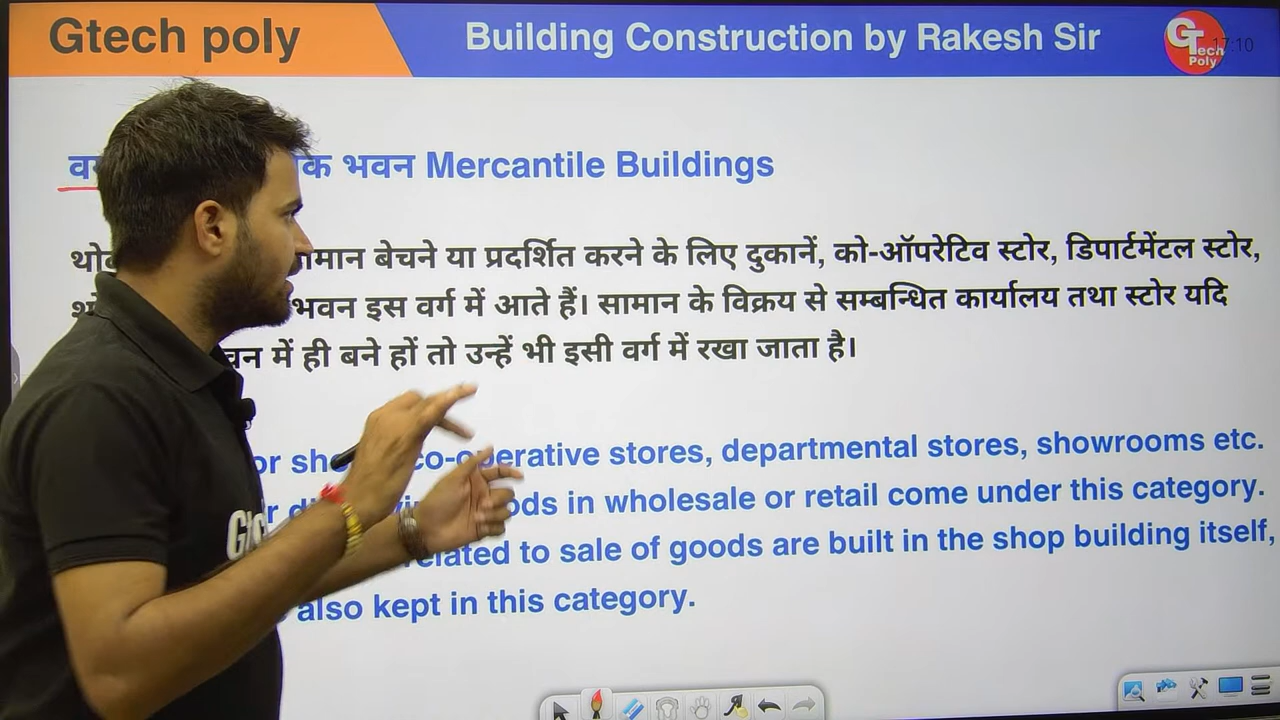 Gtech poly
Building Construction by Rakesh Sir
GTech Poly
17:10
भवन Mercantile Buildings
बेचने या प्रदर्शित करने के लिए दुकानें, को-ऑपरेटिव स्टोर, डिपार्टमेंटल स्टोर,
भवन इस वर्ग में आते हैं। सामान के विक्रय से सम्बन्धित कार्यालय तथा स्टोर यदि
में ही बने हों तो उन्हें भी इसी वर्ग में रखा जाता है।
or co-operative stores, departmental stores, showrooms etc.
in wholesale or retail come under this category.
related to sale of goods are built in the shop building itself,
also kept in this category.